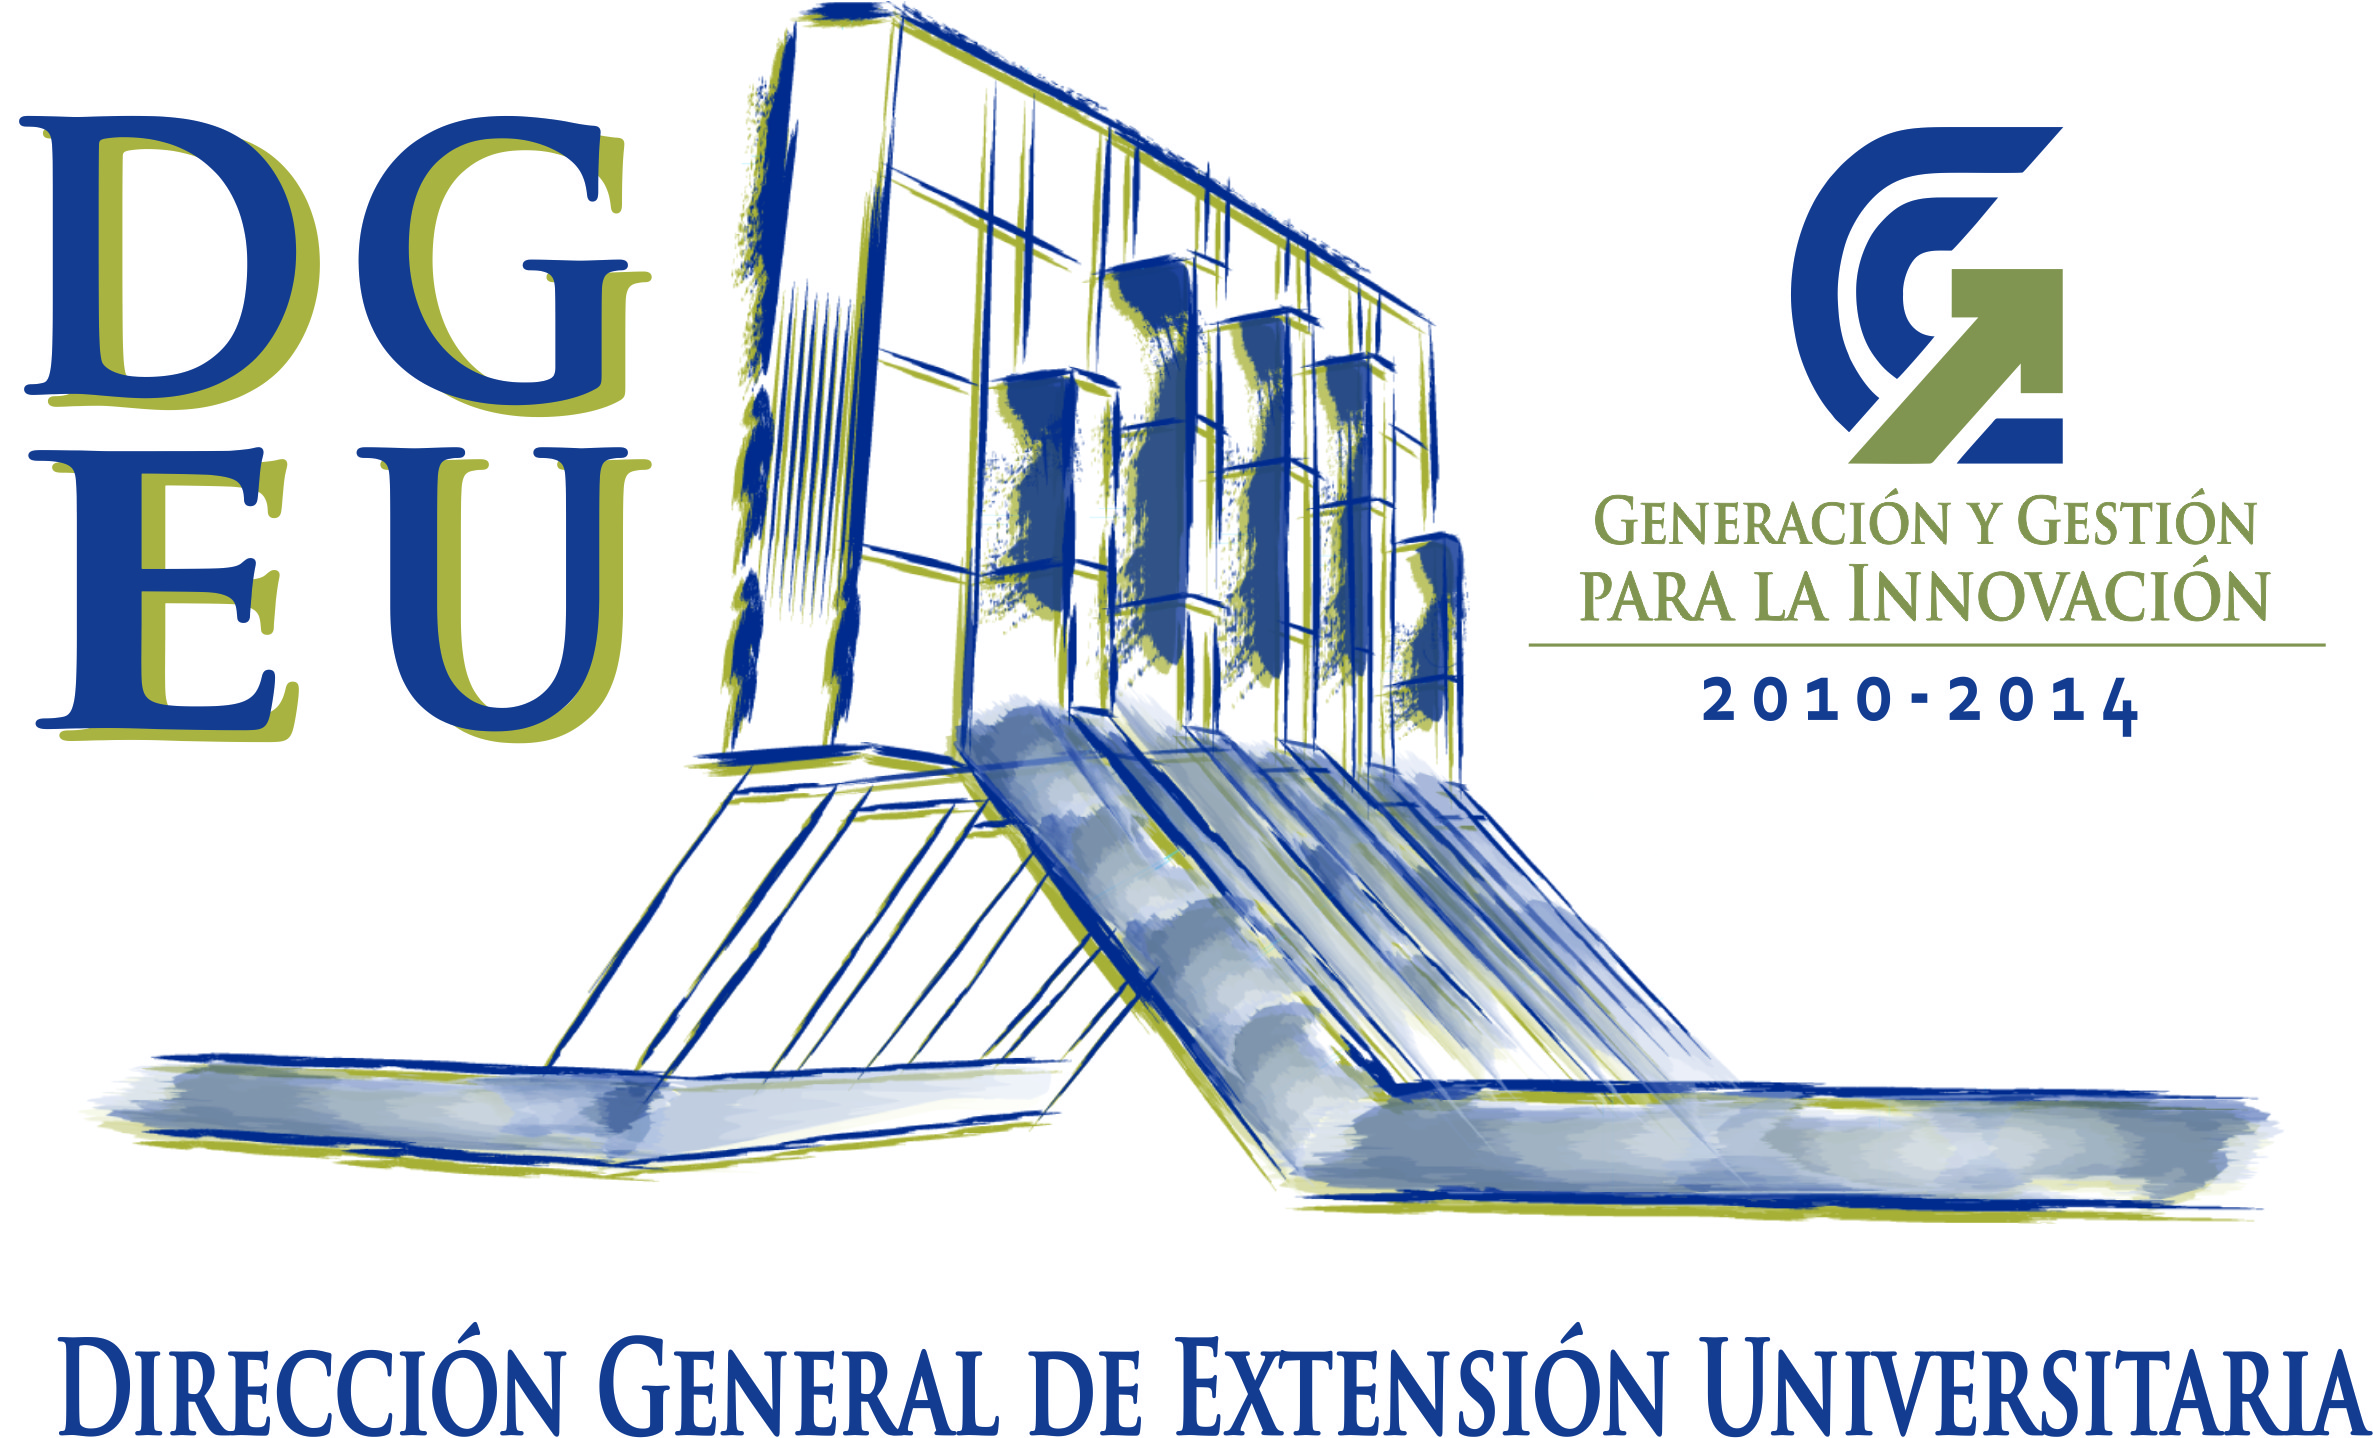 DG
EU
GENERACIÓN Y GESTIÓN
PARA LA INNOVACIÓN
2010-2014
DIRECCIÓN GENERAL DE EXTENSIÓN UNIVERSITARIA